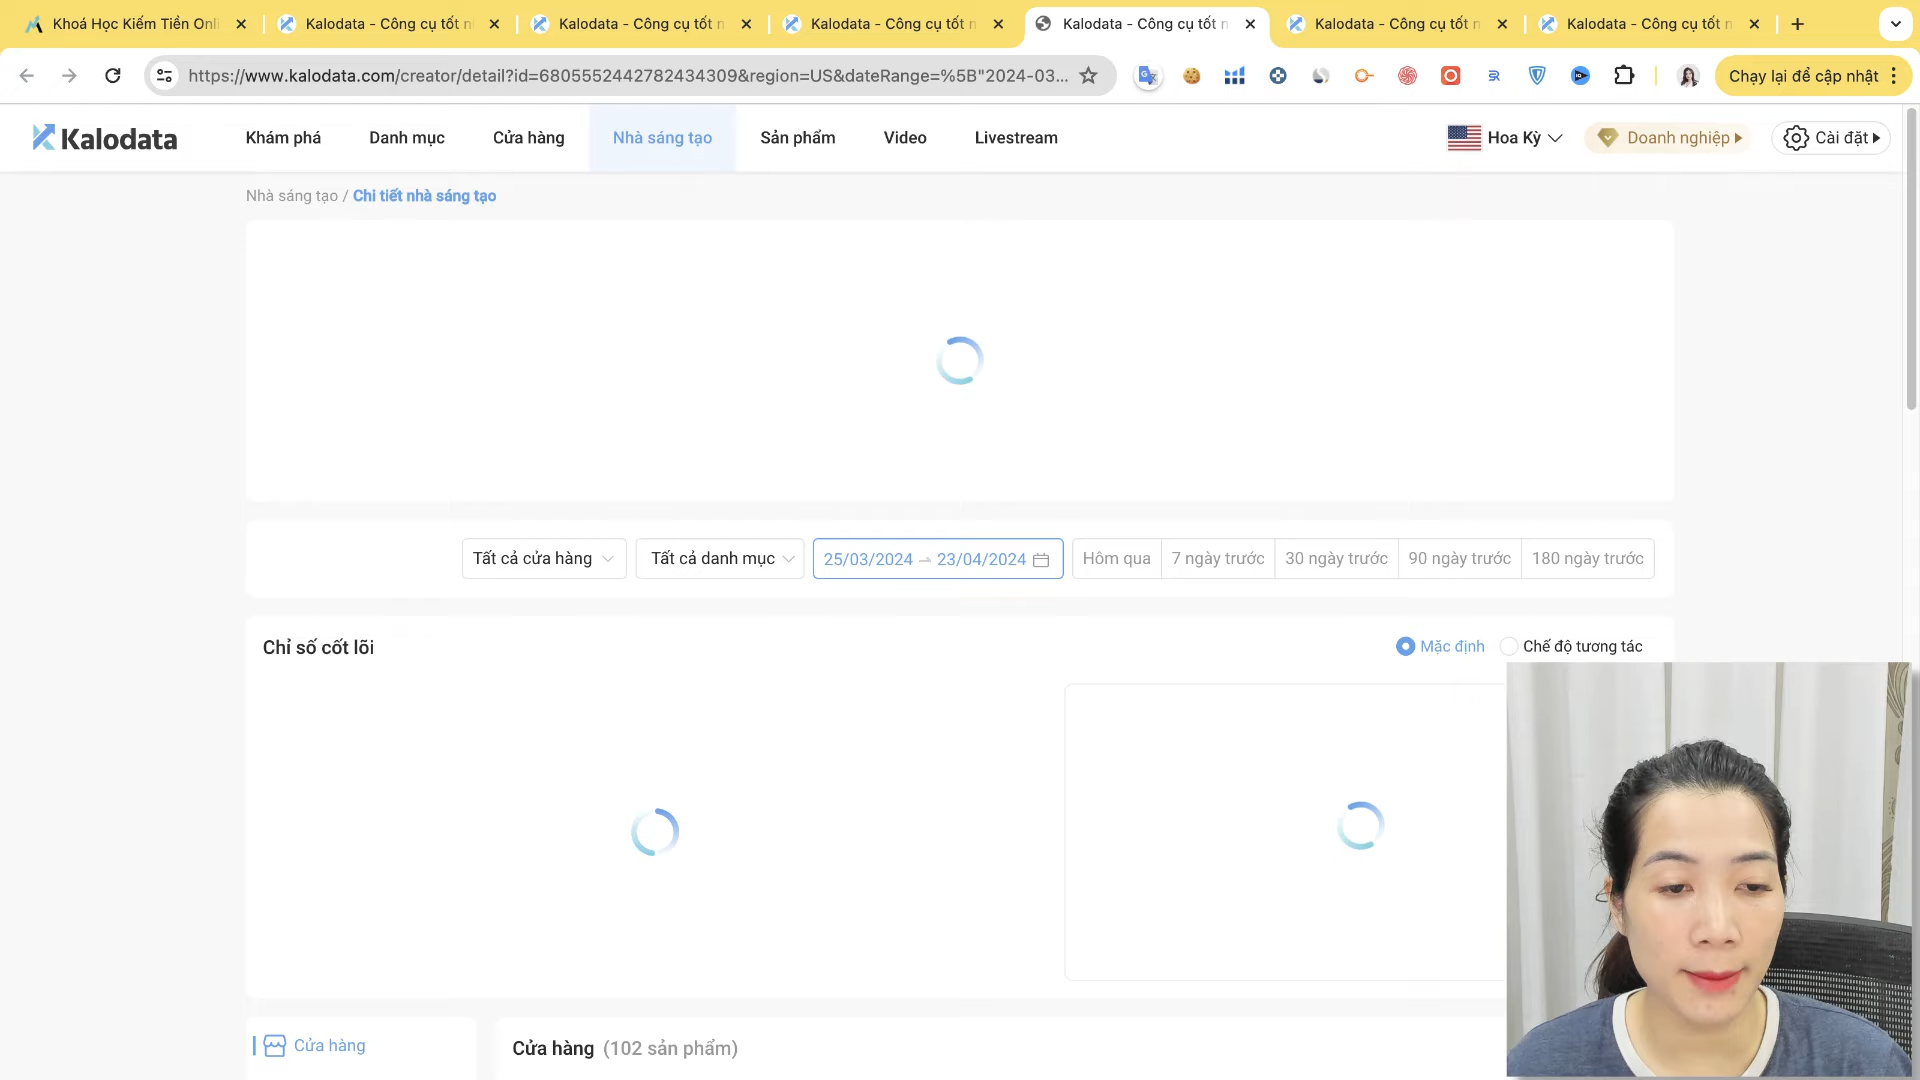 Khoá Học Kiếm Tiền Onli
Kalodata - Công cụ tốt n
Kalodata - Công cụ tốt n
Kalodata - Công cụ tốt n
Kalodata - Công cụ tốt n
Kalodata - Công cụ tốt n
Kalodata - Công cụ tốt n
https://www.kalodata.com/creator/detail?id=6805552442782434309&region=US&dateRange=%5B"2024-03...
Chạy lại để cập nhật
Kalodata
Khám phá
Danh mục
Cửa hàng
Nhà sáng tạo
Sản phẩm
Video
Livestream
Hoa Kỳ
Doanh nghiệp
Cài đặt
Nhà sáng tạo / Chi tiết nhà sáng tạo
Tất cả cửa hàng
Tất cả danh mục
25/03/2024 → 23/04/2024
Hôm qua
7 ngày trước
30 ngày trước
90 ngày trước
180 ngày trước
Chỉ số cốt lõi
Mặc định
Chế độ tương tác
Cửa hàng
Cửa hàng (102 sản phẩm)